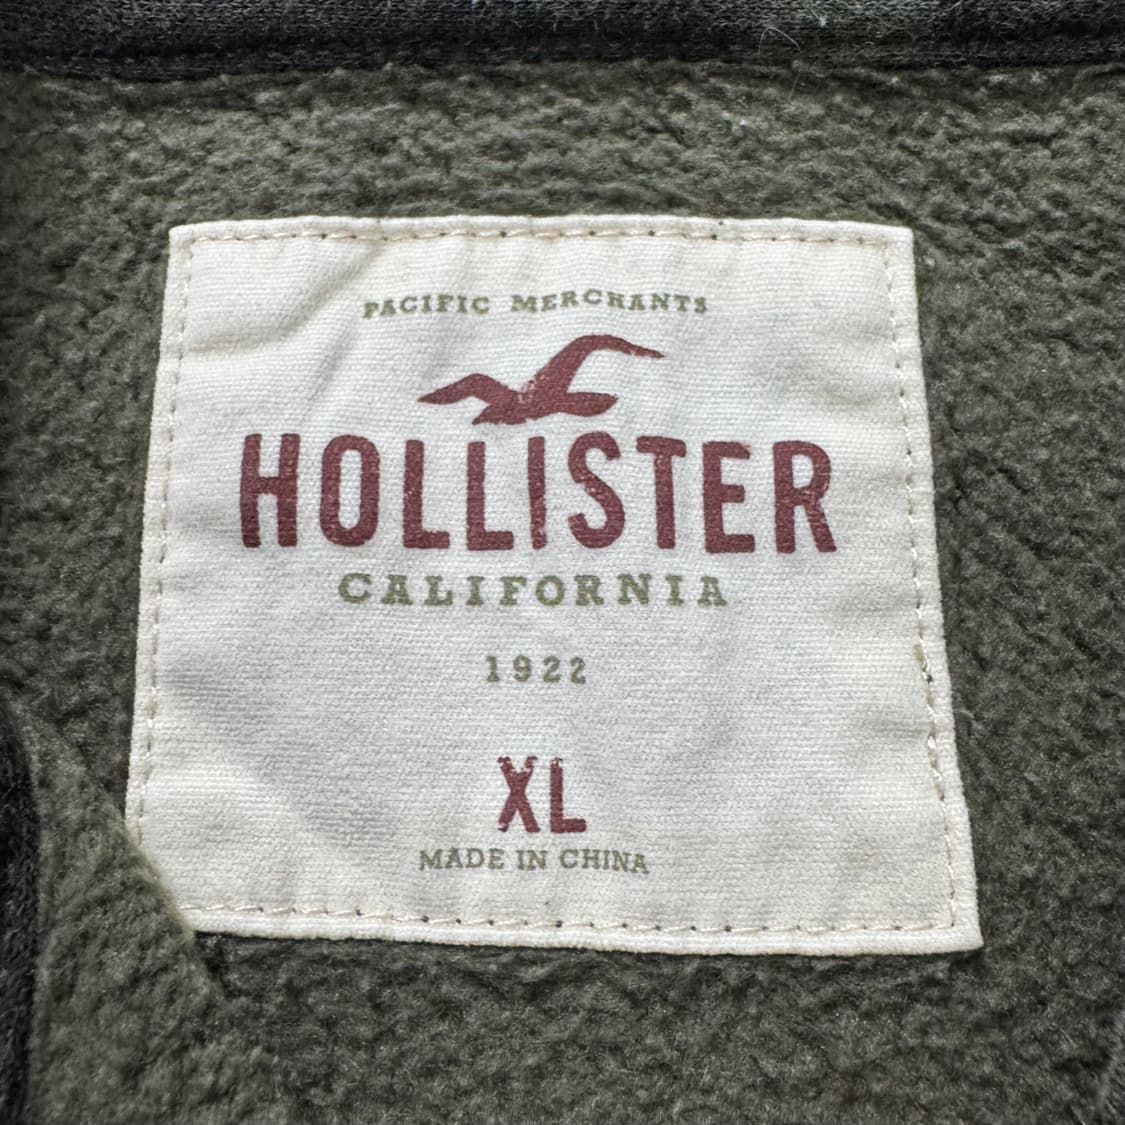 PACIFIC MERCHANTS
HOLLISTER
CALIFORNIA
1922
XL
MADE IN CHINA